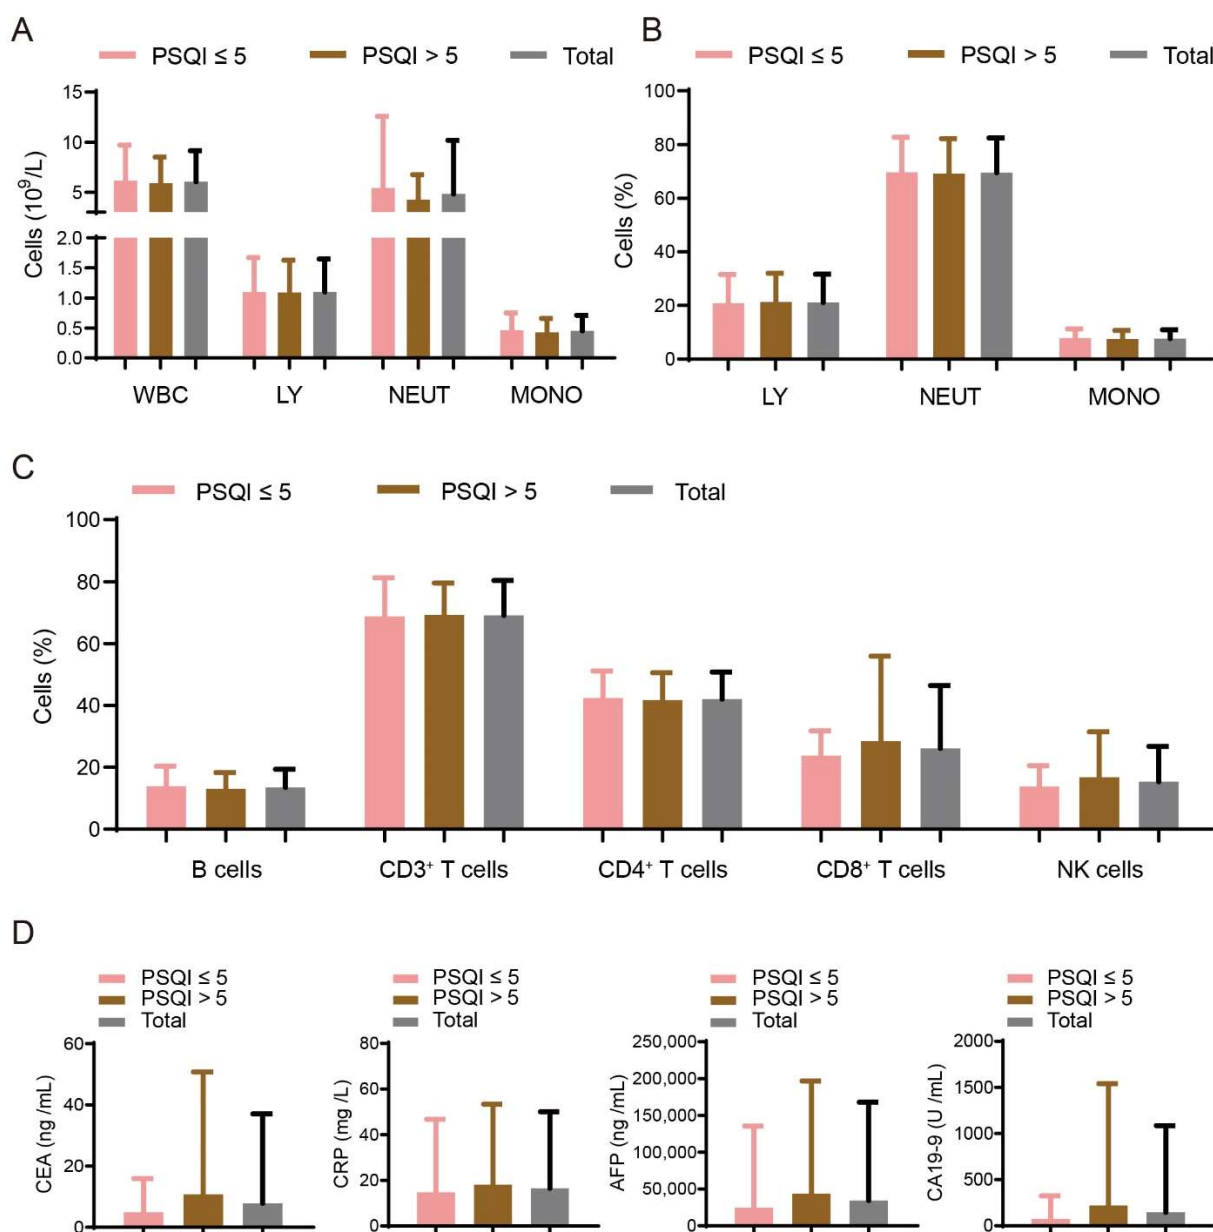 A
PSQI ≤ 5 PSQI > 5 Total
15
10
5
2.0
1.5
1.0
0.5
0.0
Cells (10⁹/L)
WBC LY NEUT MONO
B
PSQI ≤ 5 PSQI > 5 Total
100
80
60
40
20
0
Cells (%)
LY NEUT MONO
C
PSQI ≤ 5 PSQI > 5 Total
100
80
60
40
20
0
Cells (%)
B cells CD3⁺ T cells CD4⁺ T cells CD8⁺ T cells NK cells
D
PSQI ≤ 5
PSQI > 5
Total
60
40
20
0
CEA (ng /mL)
PSQI ≤ 5
PSQI > 5
Total
80
60
40
20
0
CRP (mg /L)
PSQI ≤ 5
PSQI > 5
Total
250,000
200,000
150,000
100,000
50,000
0
AFP (ng /mL)
PSQI ≤ 5
PSQI > 5
Total
2000
1500
1000
500
0
CA19-9 (U /mL)